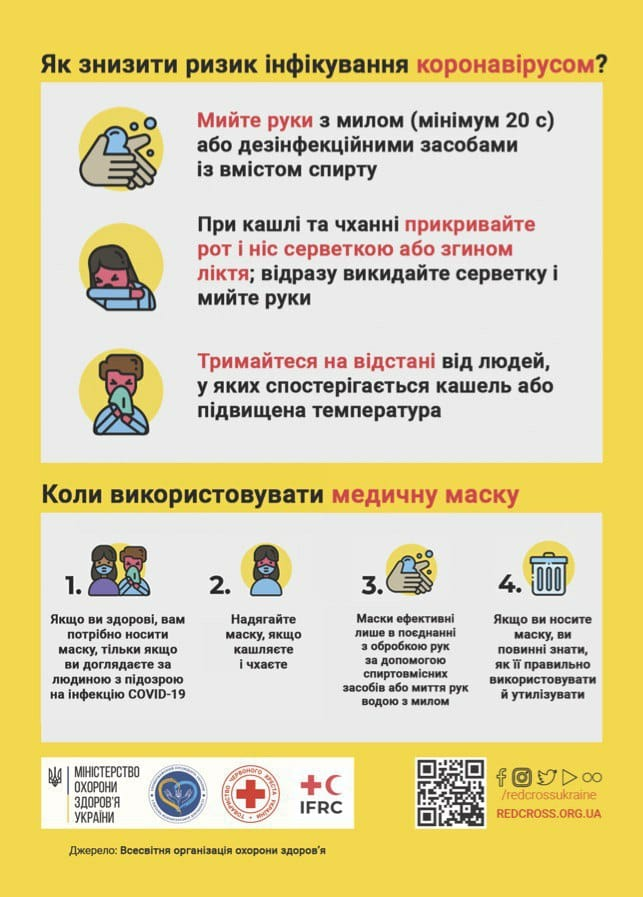 Як знизити ризик інфікування коронавірусом?
Мийте руки з милом (мінімум 20 с)
або дезінфекційними засобами
із вмістом спирту
При кашлі та чханні прикривайте
рот і ніс серветкою або згином
ліктя; відразу викидайте серветку і
мийте руки
Тримайтеся на відстані від людей,
у яких спостерігається кашель або
підвищена температура
Коли використовувати медичну маску
1.
Якщо ви здорові, вам
потрібно носити
маску, тільки якщо
ви доглядаєте за
людиною з підозрою
на інфекцію COVID-19
2.
Надягайте
маску, якщо
кашляєте
і чхаєте
3.
Маски ефективні
лише в поєднанні
з обробкою рук
за допомогою
спиртовмісних
засобів або миття рук
водою з милом
4.
Якщо ви носите
маску, ви
повинні знати,
як її правильно
використовувати
й утилізувати
МІНІСТЕРСТВО
ОХОРОНИ
ЗДОРОВ'Я
УКРАЇНИ
ТОВАРИСТВО ЧЕРВОНОГО ХРЕСТА УКРАЇНИ
IFRC
/redcrossukraine
REDCROSS.ORG.UA
Джерело: Всесвітня організація охорони здоров'я